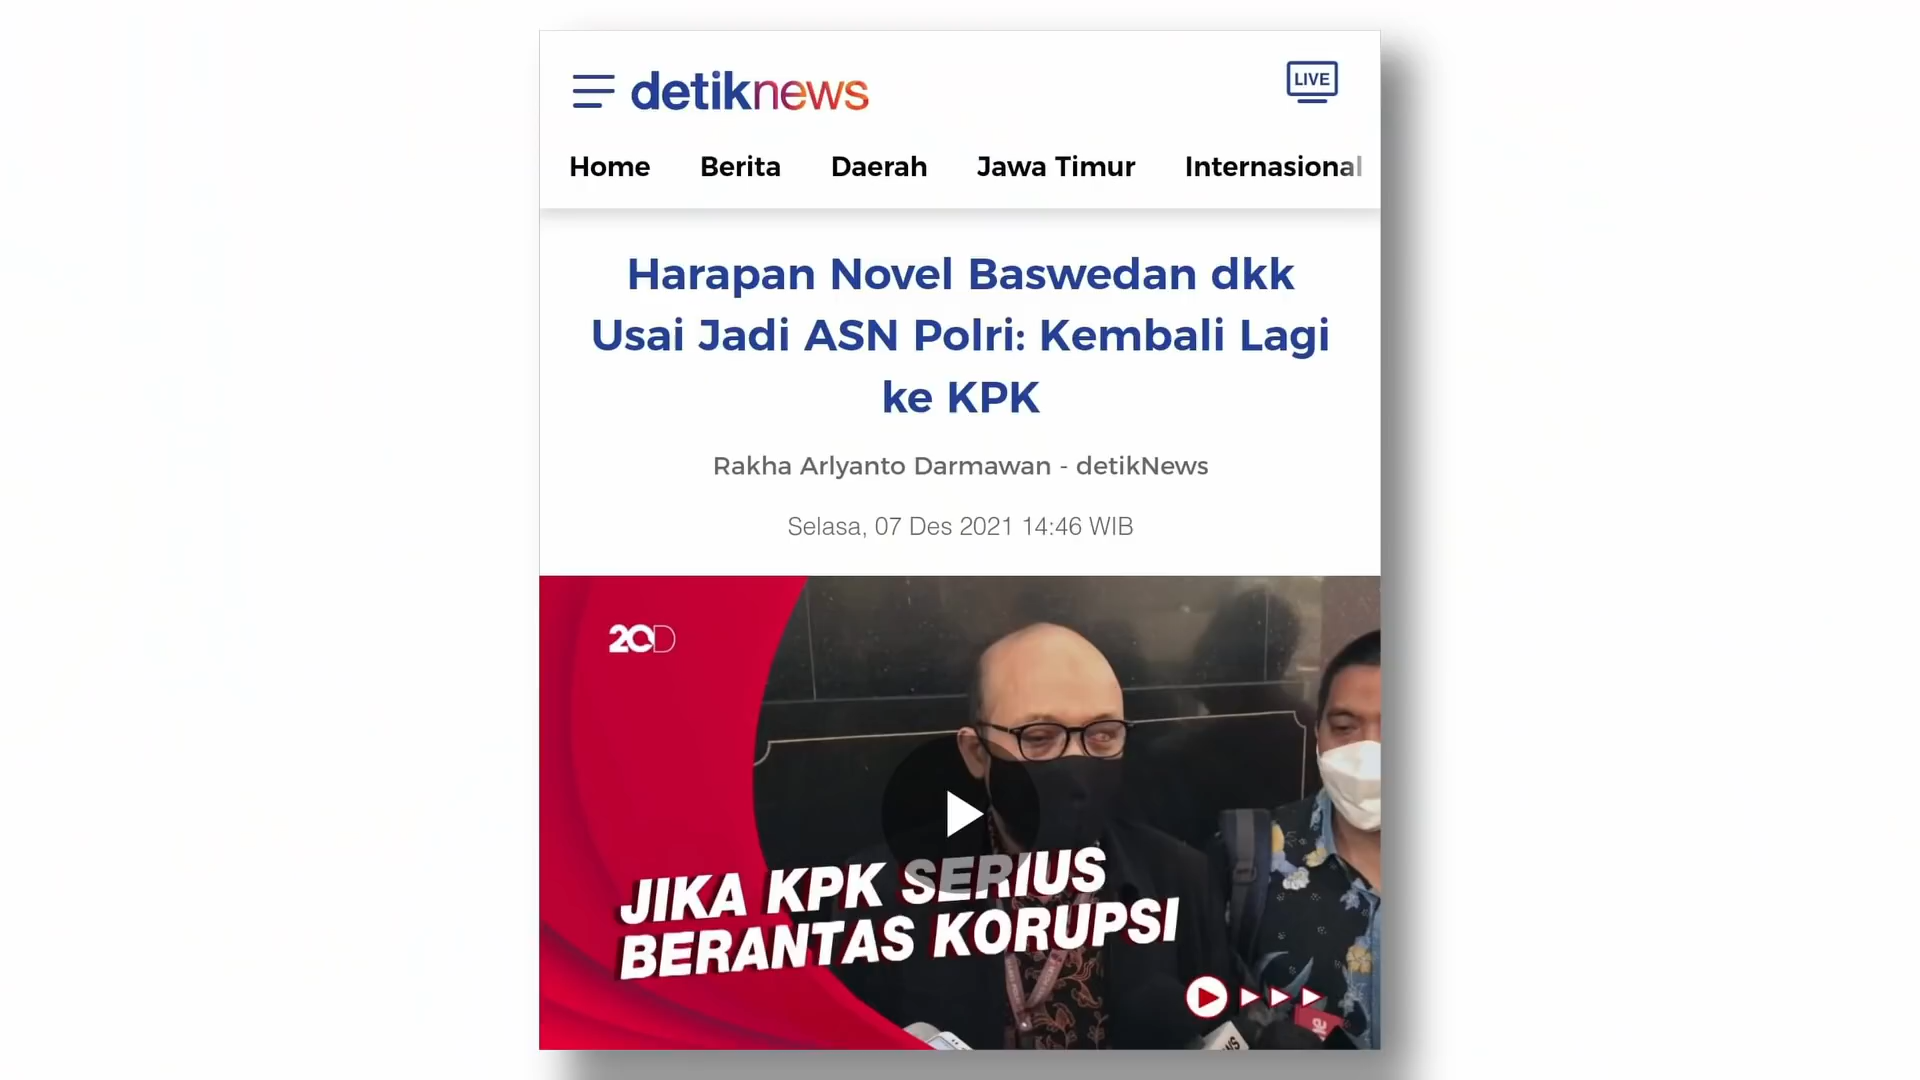 detiknews
LIVE
Home Berita Daerah Jawa Timur Internasional
Harapan Novel Baswedan dkk
Usai Jadi ASN Polri: Kembali Lagi
ke KPK
Rakha Arlyanto Darmawan - detikNews
Selasa, 07 Des 2021 14:46 WIB
20D
JIKA KPK SERIUS
BERANTAS KORUPSI